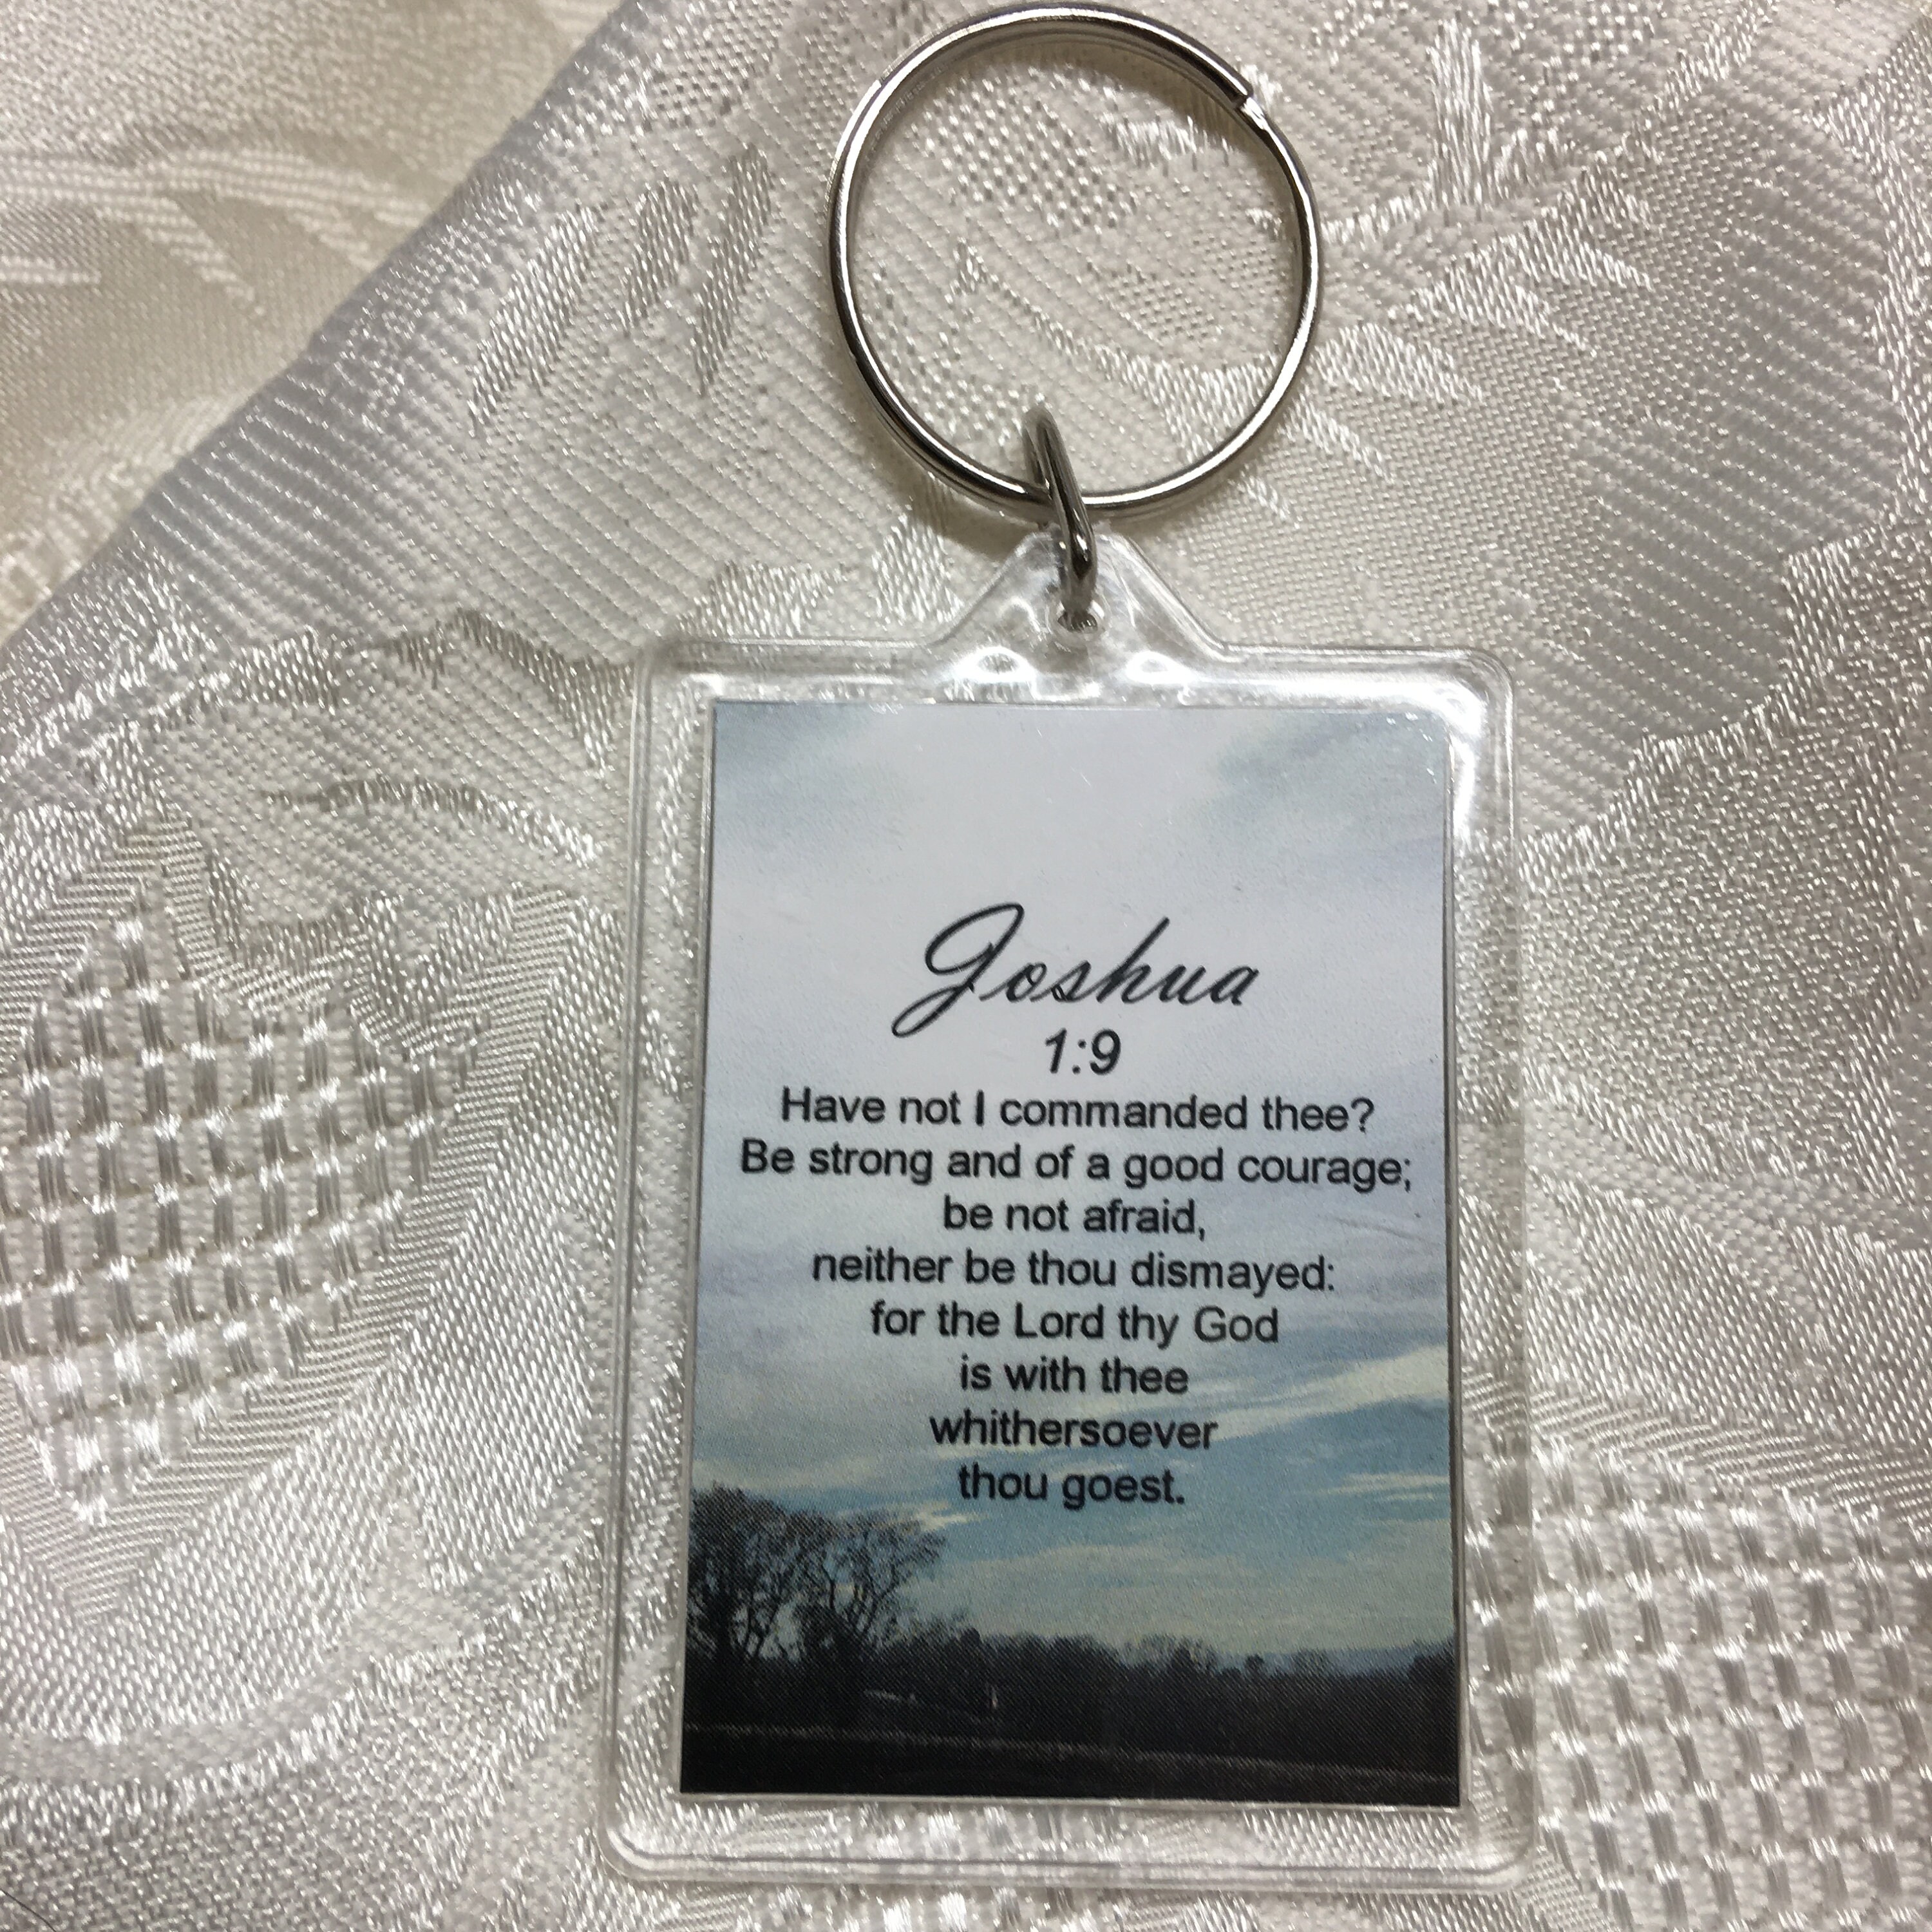 Joshua
1:9
Have not I commanded thee?
Be strong and of a good courage;
be not afraid,
neither be thou dismayed:
for the Lord thy God
is with thee
whithersoever
thou goest.